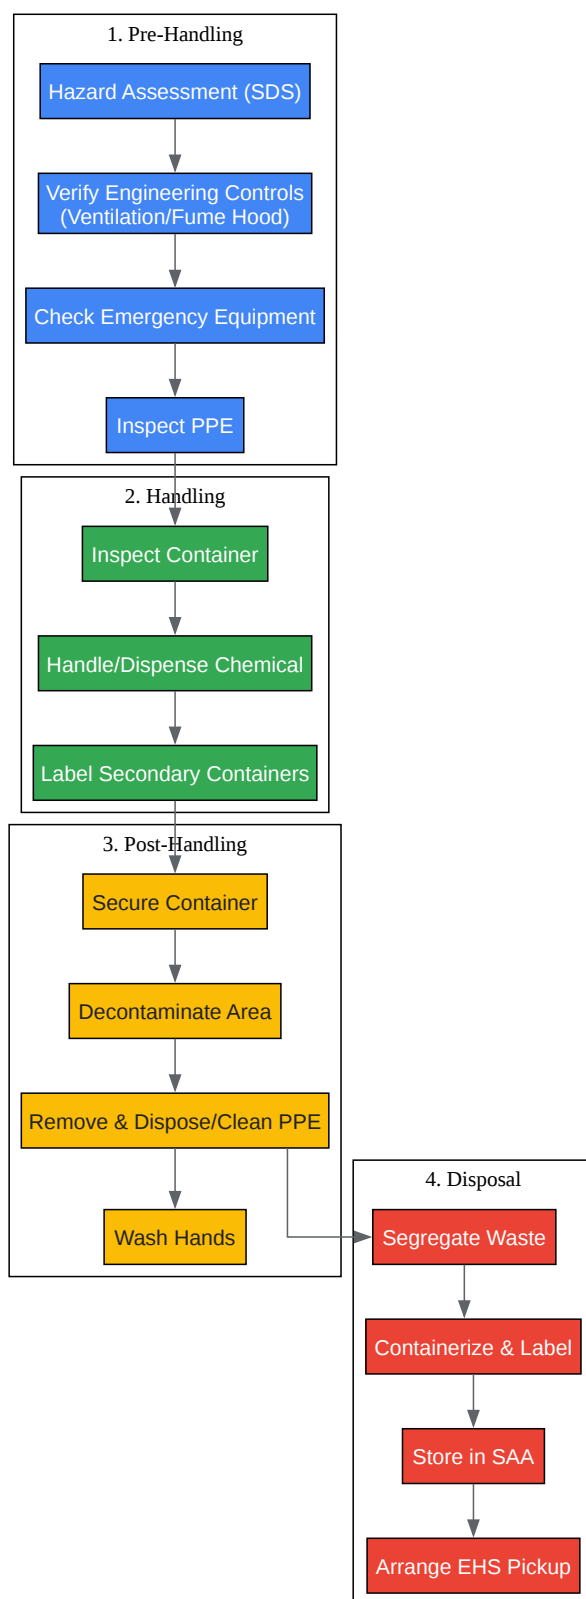 1. Pre-Handling
Hazard Assessment (SDS)
Verify Engineering Controls
(Ventilation/Fume Hood)
Check Emergency Equipment
Inspect PPE
2. Handling
Inspect Container
Handle/Dispense Chemical
Label Secondary Containers
3. Post-Handling
Secure Container
Decontaminate Area
Remove & Dispose/Clean PPE
Wash Hands
4. Disposal
Segregate Waste
Containerize & Label
Store in SAA
Arrange EHS Pickup